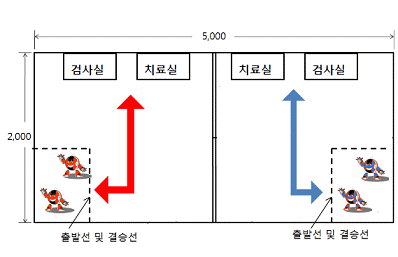 5,000
검사실
치료실
치료실
검사실
2,000
출발선 및 결승선
출발선 및 결승선